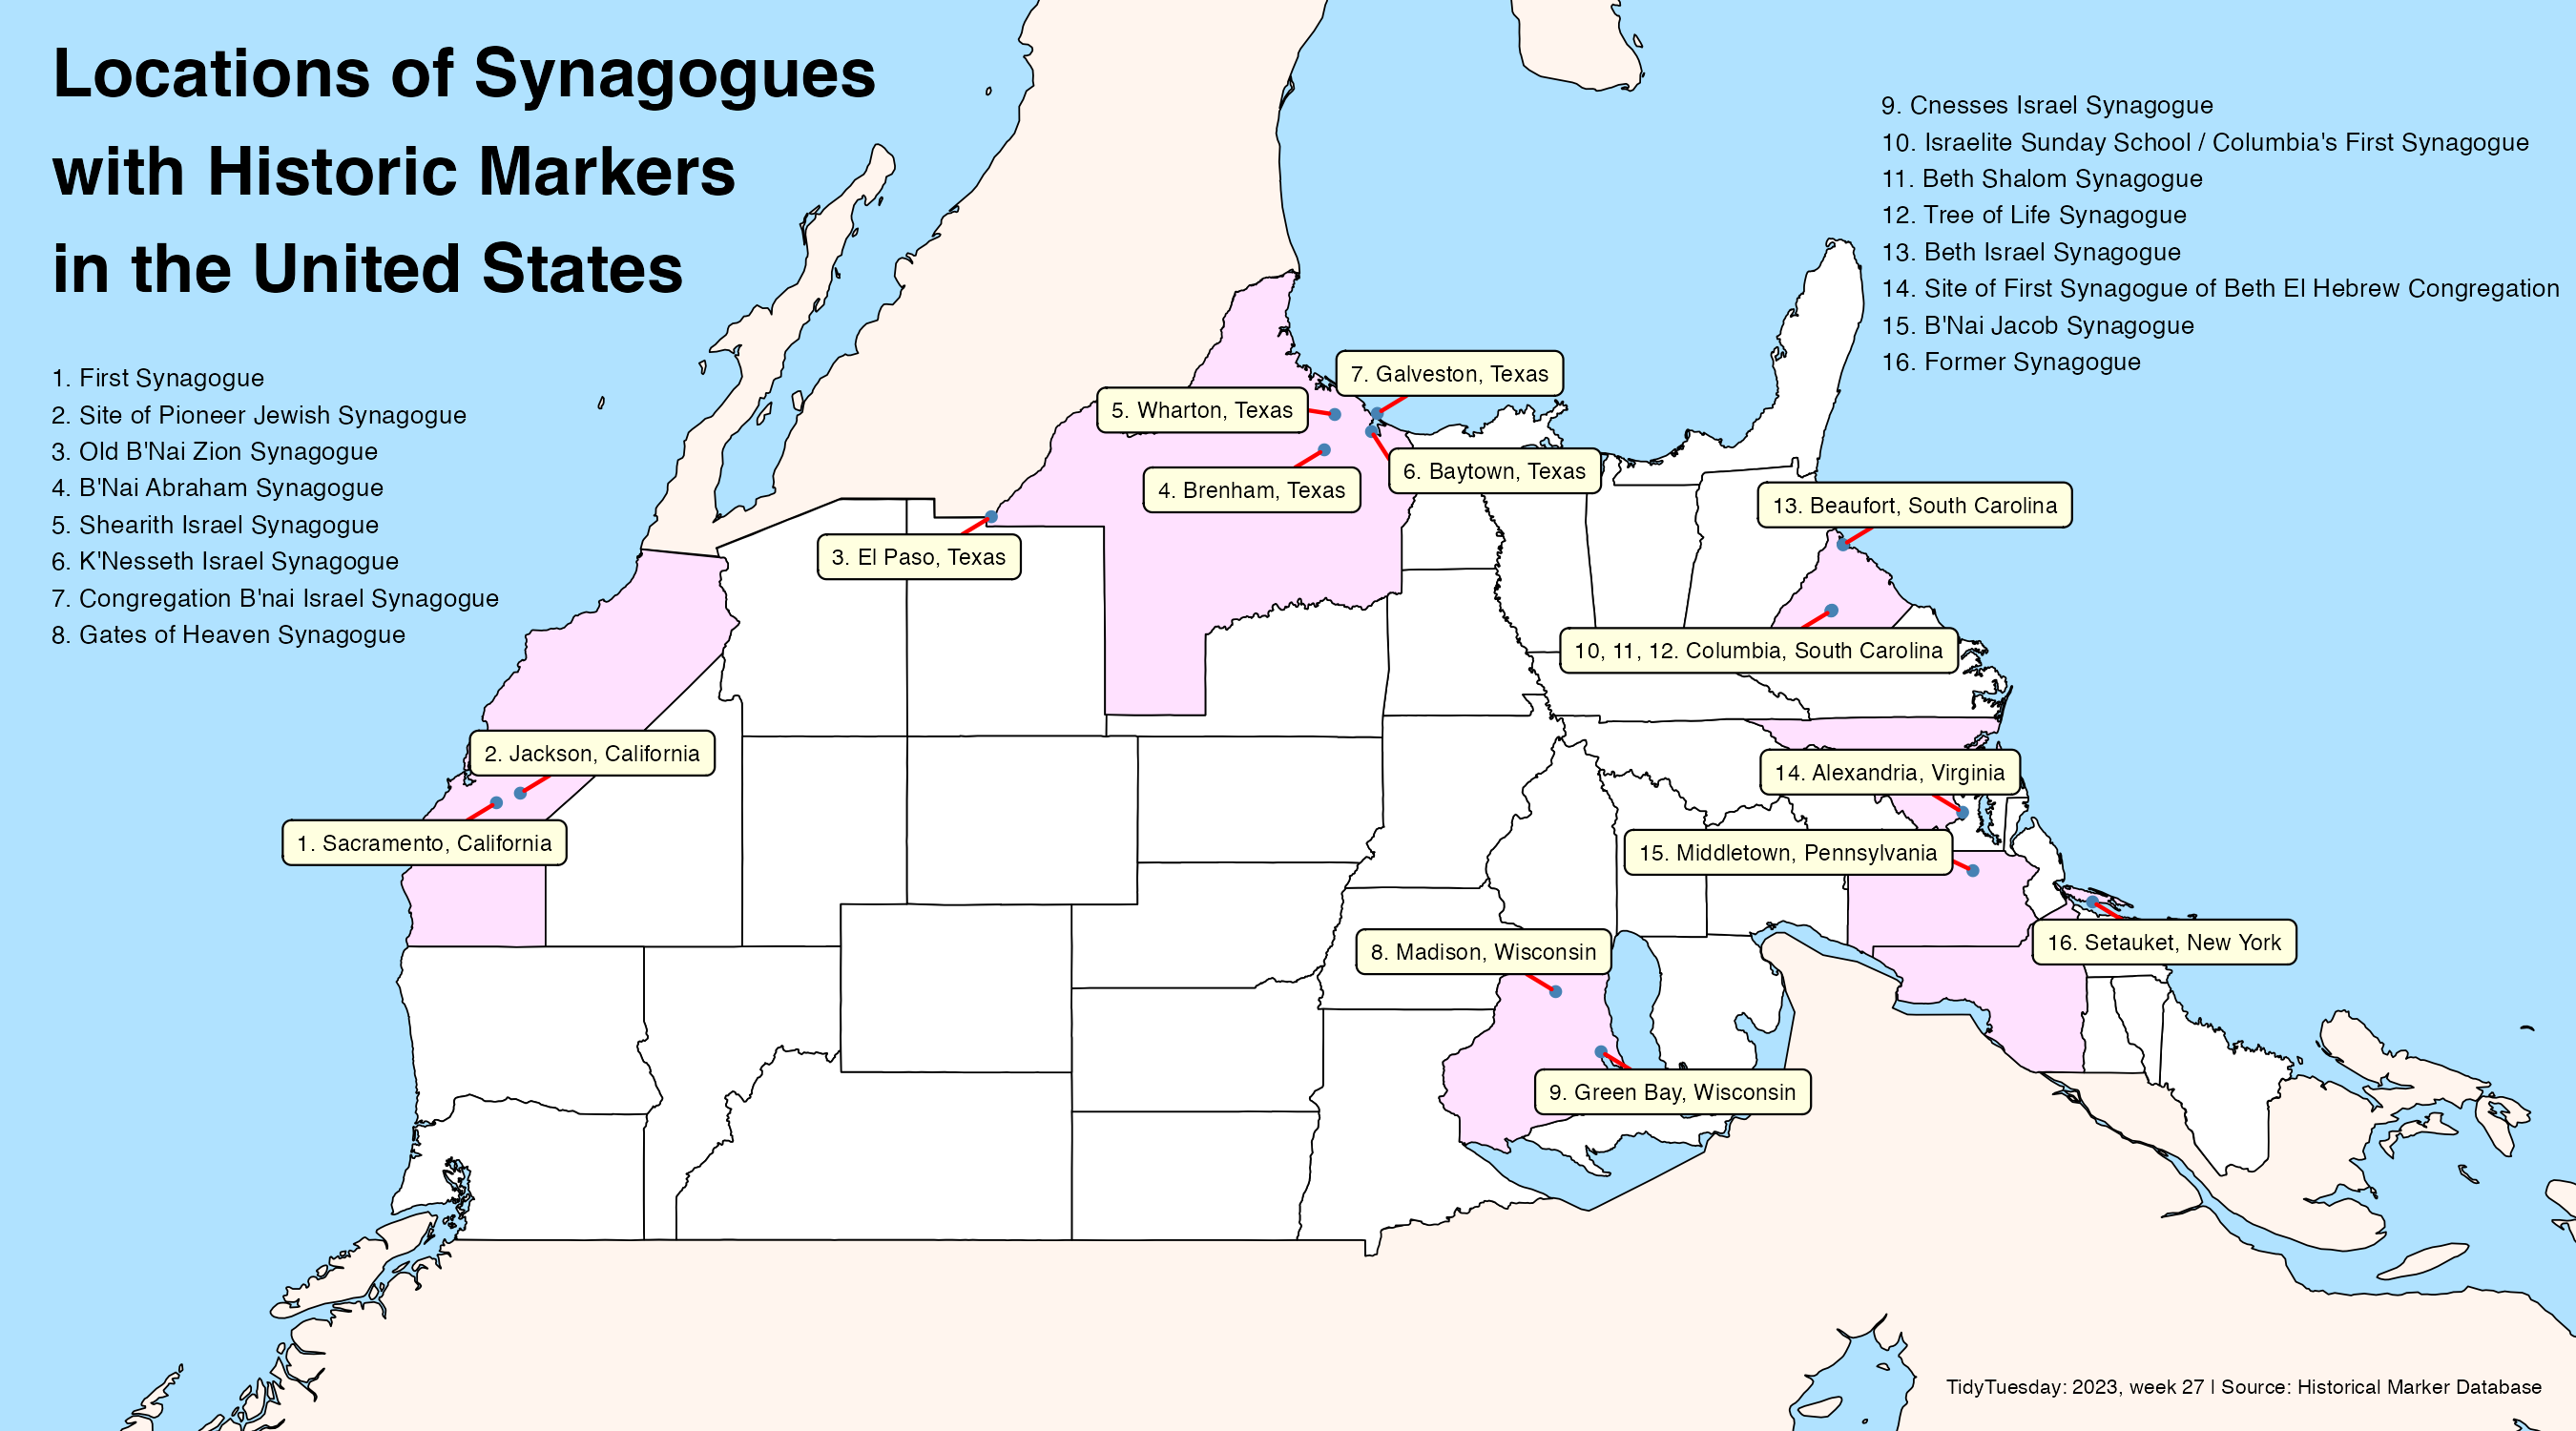 Locations of Synagogues
with Historic Markers
in the United States
1. First Synagogue
2. Site of Pioneer Jewish Synagogue
3. Old B'Nai Zion Synagogue
4. B'Nai Abraham Synagogue
5. Shearith Israel Synagogue
6. K'Nesseth Israel Synagogue
7. Congregation B'nai Israel Synagogue
8. Gates of Heaven Synagogue
9. Cnesses Israel Synagogue
10. Israelite Sunday School / Columbia's First Synagogue
11. Beth Shalom Synagogue
12. Tree of Life Synagogue
13. Beth Israel Synagogue
14. Site of First Synagogue of Beth El Hebrew Congregation
15. B'Nai Jacob Synagogue
16. Former Synagogue
7. Galveston, Texas
5. Wharton, Texas
6. Baytown, Texas
4. Brenham, Texas
13. Beaufort, South Carolina
3. El Paso, Texas
10, 11, 12. Columbia, South Carolina
2. Jackson, California
14. Alexandria, Virginia
1. Sacramento, California
15. Middletown, Pennsylvania
16. Setauket, New York
8. Madison, Wisconsin
9. Green Bay, Wisconsin
TidyTuesday: 2023, week 27 | Source: Historical Marker Database